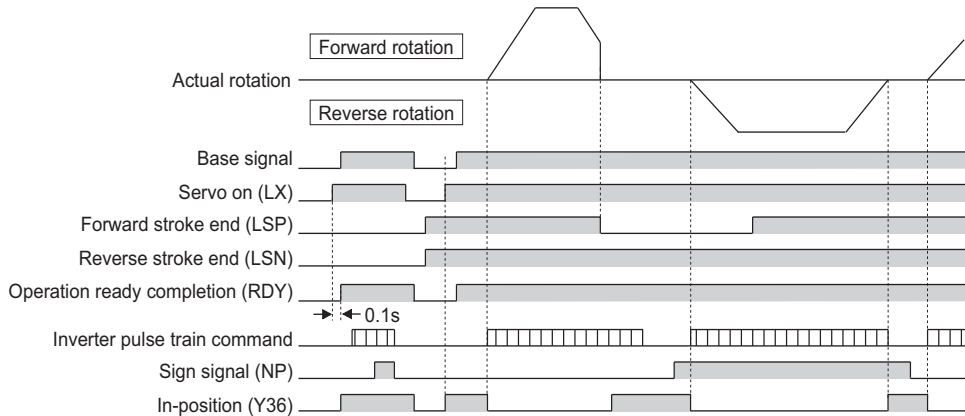 Forward rotation
Actual rotation
Reverse rotation
Base signal
Servo on (LX)
Forward stroke end (LSP)
Reverse stroke end (LSN)
Operation ready completion (RDY)
0.1s
Inverter pulse train command
Sign signal (NP)
In-position (Y36)